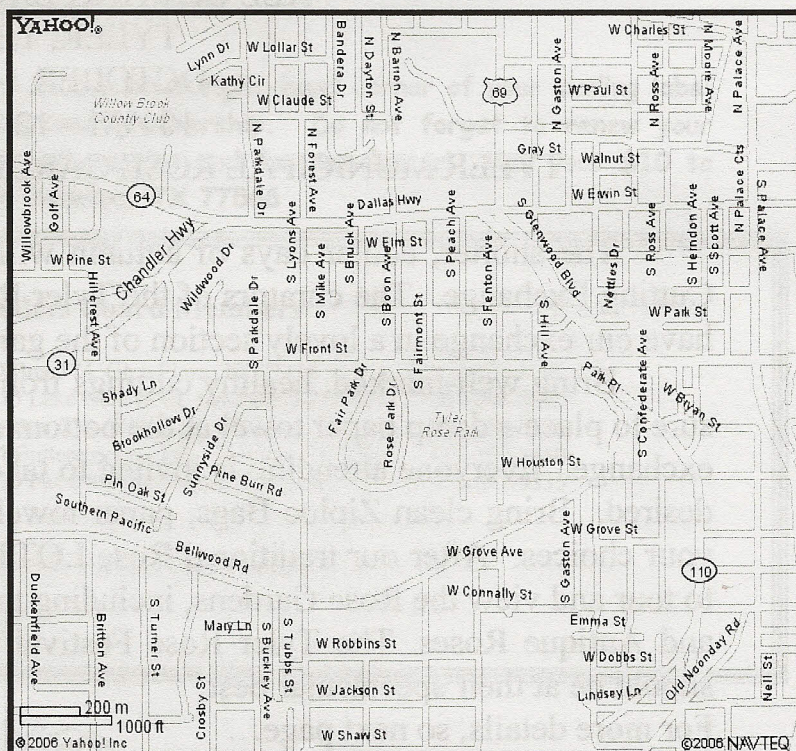 YAHOO!®
W Charles St
Lynn Dr
W Lollar St
Bandera Dr
N Dayton St
N Bannon Ave
N Moore Ave
N Palace Ave
Kathy Cir
W Claude St
69
N Gaston Ave
W Paul St
N Ross Ave
Willow Brook
Country Club
N Parkdale Dr
N Forest Ave
Gray St
Walnut St
N Palace Cts
Willowbrook Ave
Golf Ave
64
Dallas Hwy
W Erwin St
S Palace Ave
Chandler Hwy
W Pine St
Hillcrest Ave
Wildwood Dr
S Parkdale Dr
S Lyons Ave
S Mike Ave
S Bruck Ave
W Elm St
S Boon Ave
S Peach Ave
S Fenton Ave
S Glenwood Blvd
Nettles Dr
S Ross Ave
S Herndon Ave
S Scott Ave
31
W Front St
S Fairmont St
S Hill Ave
W Park St
Shady Ln
Fair Park Dr
Rose Park Dr
Park Pl
S Confederate Ave
W Bryan St
Brookhollow Dr
Sunnyside Dr
Tyler
Rose Park
Pin Oak St
Pine Burr Rd
W Houston St
Southern Pacific
Bellwood Rd
W Grove Ave
S Gaston Ave
W Grove St
110
Duckenfield Ave
Britton Ave
S Turner St
W Connally St
Mary Ln
S Buckley Ave
S Tubbs St
Emma St
W Robbins St
W Dobbs St
Old Noonday Rd
Nell St
Crosby St
W Jackson St
Lindsey Ln
200 m
1000 ft
W Shaw St
©2006 Yahoo! Inc
©2006 NAVTEQ